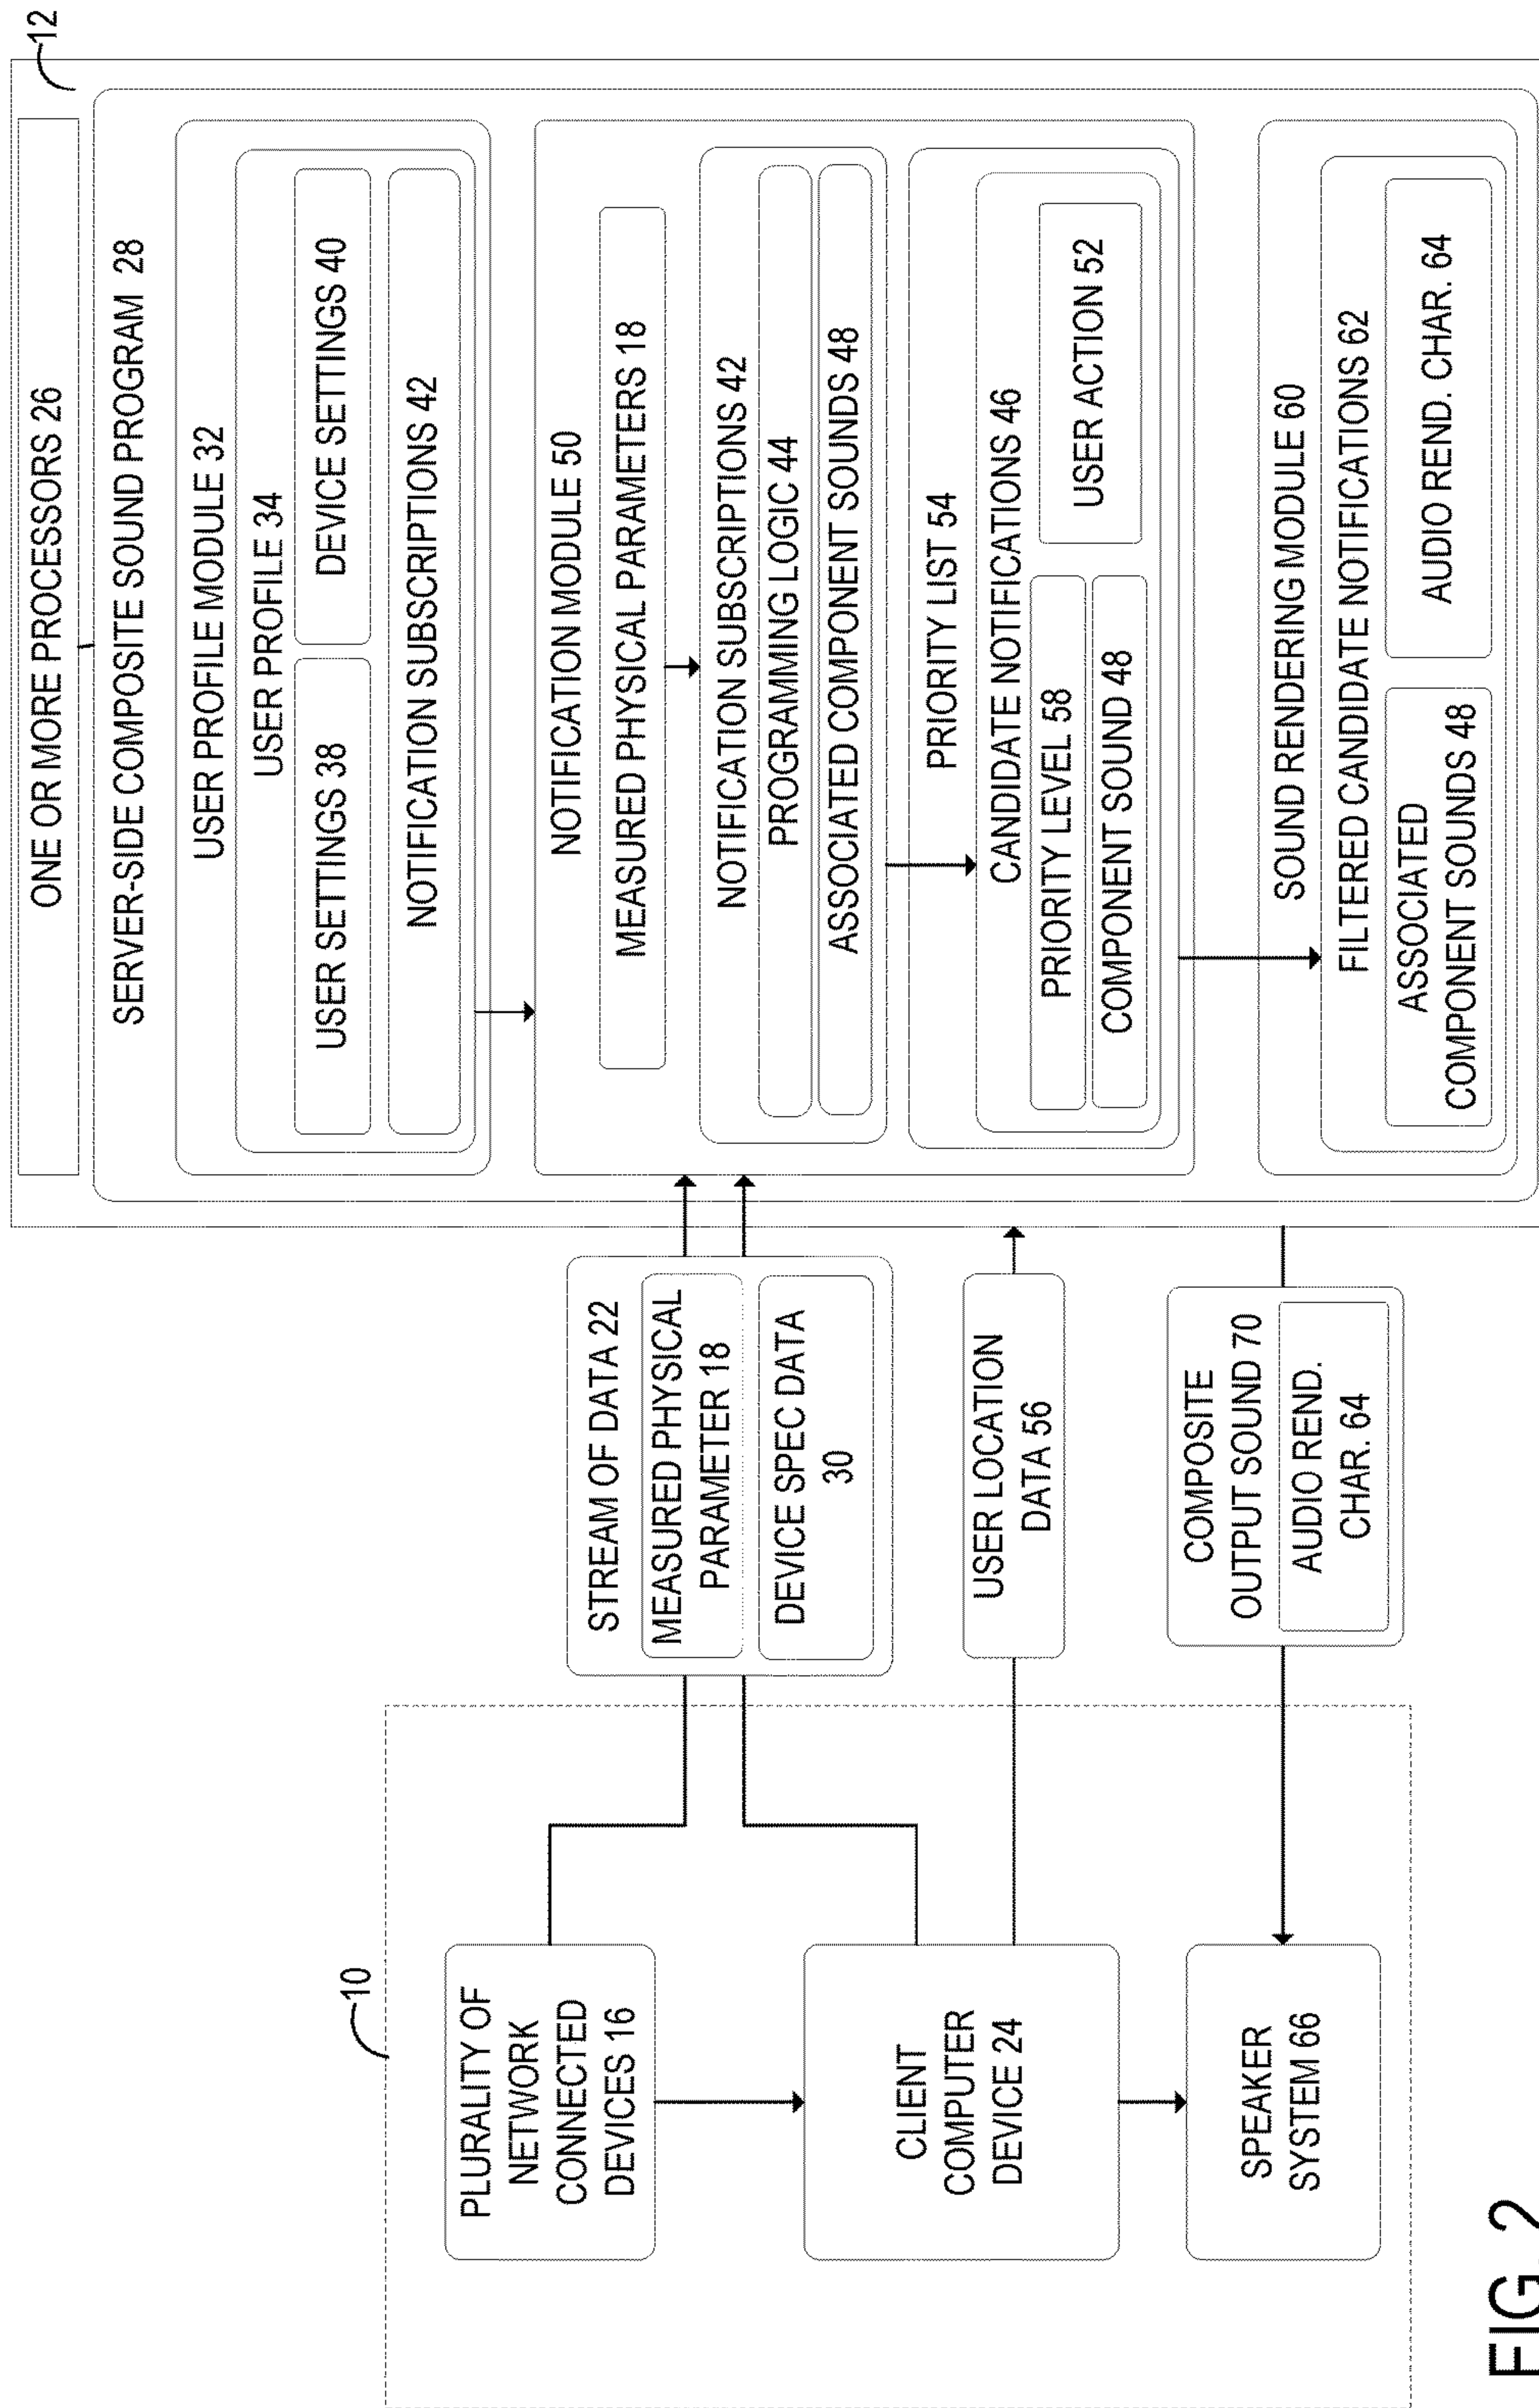 12
ONE OR MORE PROCESSORS 26
SERVER-SIDE COMPOSITE SOUND PROGRAM 28
USER PROFILE MODULE 32
USER PROFILE 34
USER SETTINGS 38
DEVICE SETTINGS 40
NOTIFICATION SUBSCRIPTIONS 42
NOTIFICATION MODULE 50
MEASURED PHYSICAL PARAMETERS 18
NOTIFICATION SUBSCRIPTIONS 42
PROGRAMMING LOGIC 44
ASSOCIATED COMPONENT SOUNDS 48
PRIORITY LIST 54
CANDIDATE NOTIFICATIONS 46
PRIORITY LEVEL 58
COMPONENT SOUND 48
USER ACTION 52
SOUND RENDERING MODULE 60
FILTERED CANDIDATE NOTIFICATIONS 62
ASSOCIATED
COMPONENT SOUNDS 48
AUDIO REND. CHAR. 64
STREAM OF DATA 22
MEASURED PHYSICAL
PARAMETER 18
DEVICE SPEC DATA
30
USER LOCATION
DATA 56
COMPOSITE
OUTPUT SOUND 70
AUDIO REND.
CHAR. 64
10
PLURALITY OF
NETWORK
CONNECTED
DEVICES 16
CLIENT
COMPUTER
DEVICE 24
SPEAKER
SYSTEM 66
FIG. 2